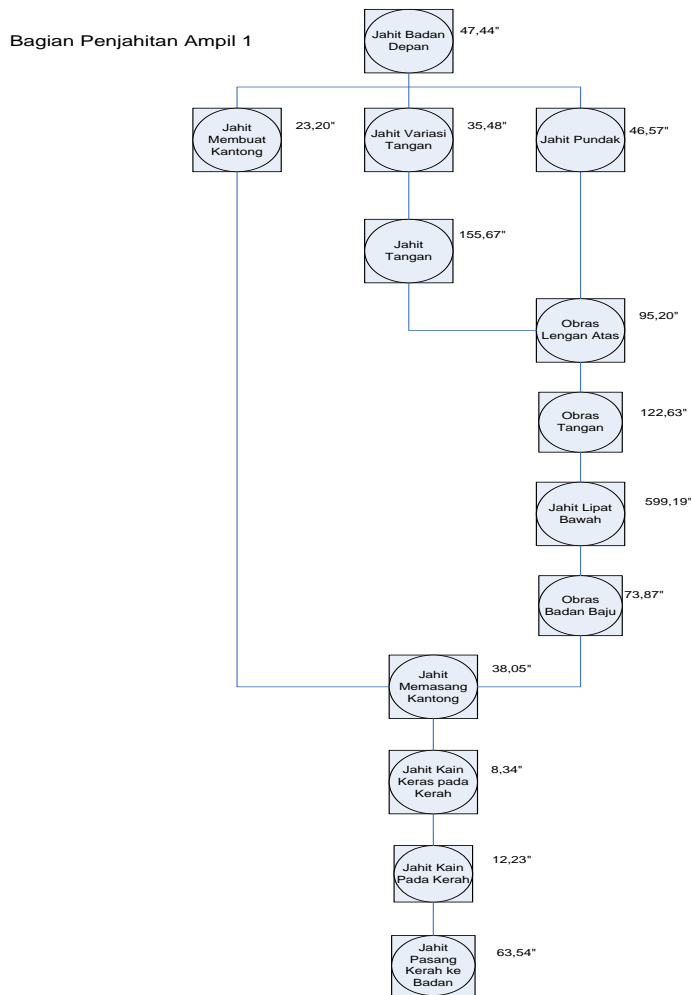 Bagian Penjahitan Ampil 1
Jahit Badan
Depan
47,44"
Jahit
Membuat
Kantong
23,20"
Jahit Variasi
Tangan
35,48"
Jahit Pundak
46,57"
Jahit
Tangan
155,67"
Obras
Lengan Atas
95,20"
Obras
Tangan
122,63"
Jahit Lipat
Bawah
599,19"
Obras
Badan Baju
73,87"
Jahit
Memasang
Kantong
38,05"
Jahit Kain
Keras pada
Kerah
8,34"
Jahit Kain
Pada Kerah
12,23"
Jahit
Pasang
Kerah ke
Badan
63,54"